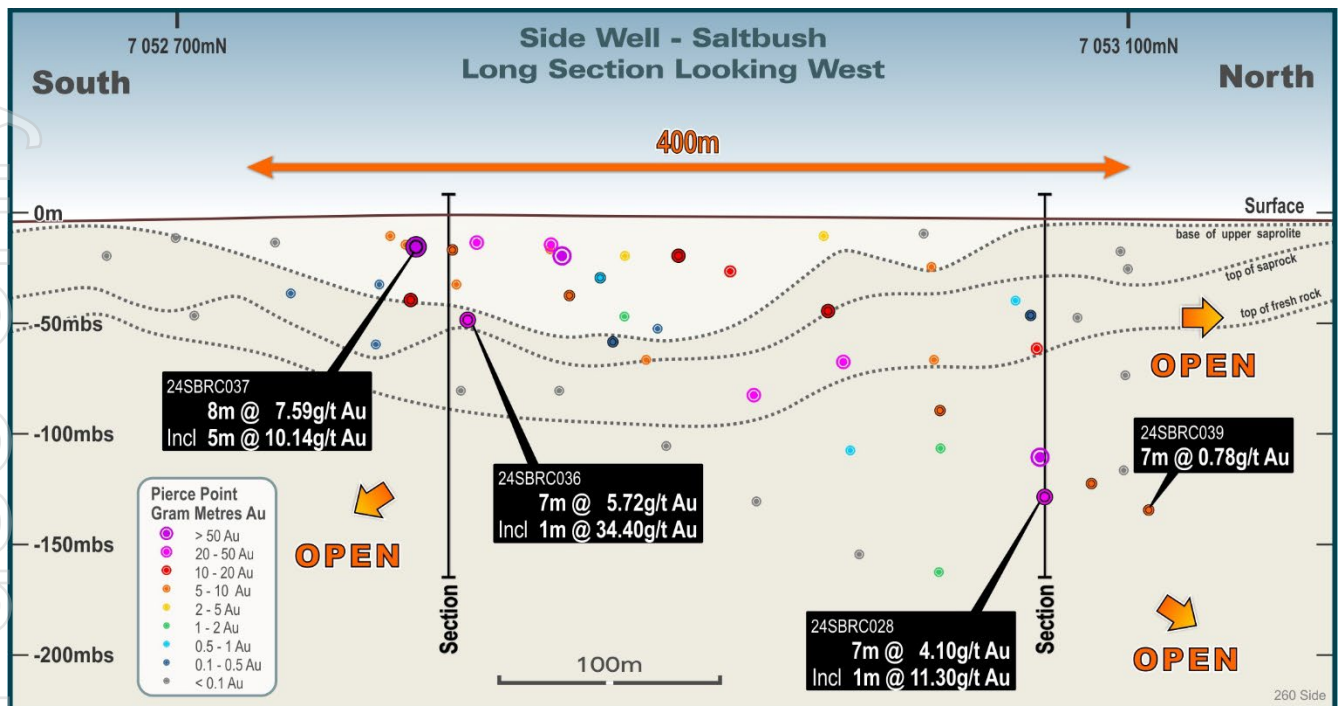 7 052 700mN
7 053 100mN
Side Well - Saltbush
Long Section Looking West
South
North
400m
0m
Surface
base of upper saprolite
top of saprock
top of fresh rock
-50mbs
OPEN
24SBRC037
8m @ 7.59g/t Au
Incl 5m @ 10.14g/t Au
-100mbs
24SBRC039
7m @ 0.78g/t Au
24SBRC036
7m @ 5.72g/t Au
Incl 1m @ 34.40g/t Au
Pierce Point
Gram Metres Au
> 50 Au
20 - 50 Au
10 - 20 Au
5 - 10 Au
2 - 5 Au
1 - 2 Au
0.5 - 1 Au
0.1 - 0.5 Au
< 0.1 Au
-150mbs
OPEN
Section
Section
24SBRC028
7m @ 4.10g/t Au
Incl 1m @ 11.30g/t Au
-200mbs
100m
OPEN
260 Side